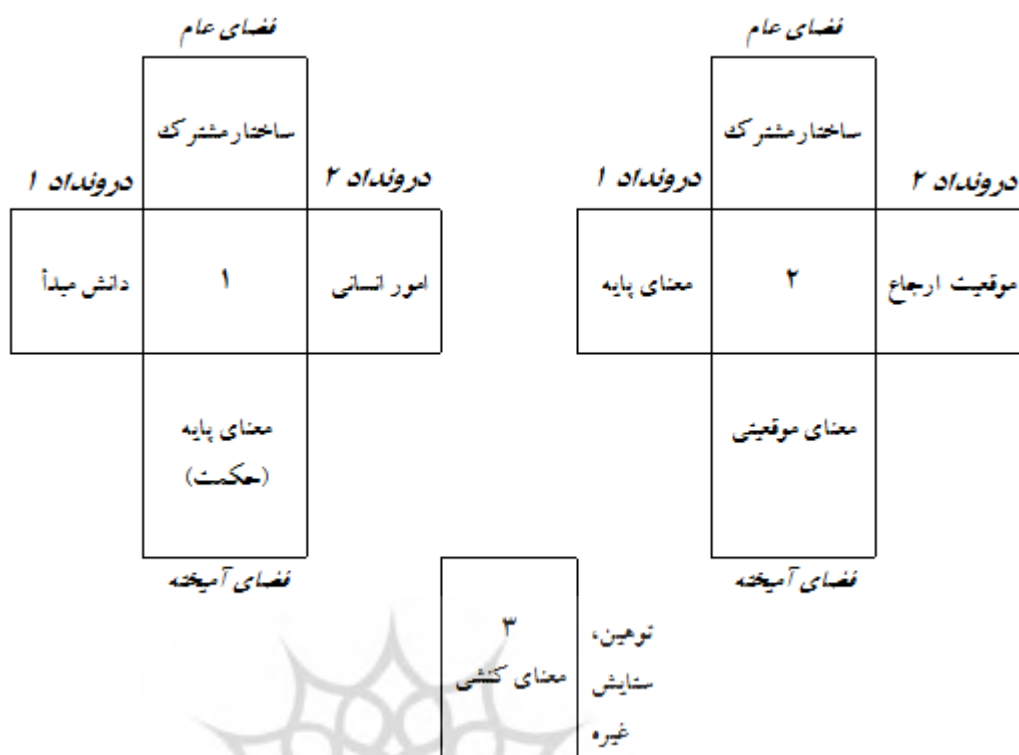 فضای عام
فضای عام
ساختار مشترک
ساختار مشترک
درونداد ۲
درونداد ۱
درونداد ۲
درونداد ۱
موقعیت ارجاع
۲
معنای پایه
امور انسانی
۱
دانش مبدأ
معنای موقعیتی
معنای پایه
(حکمت)
فضای آمیخته
فضای آمیخته
۳
توهین،
معنای کنشی
ستایش
غیره